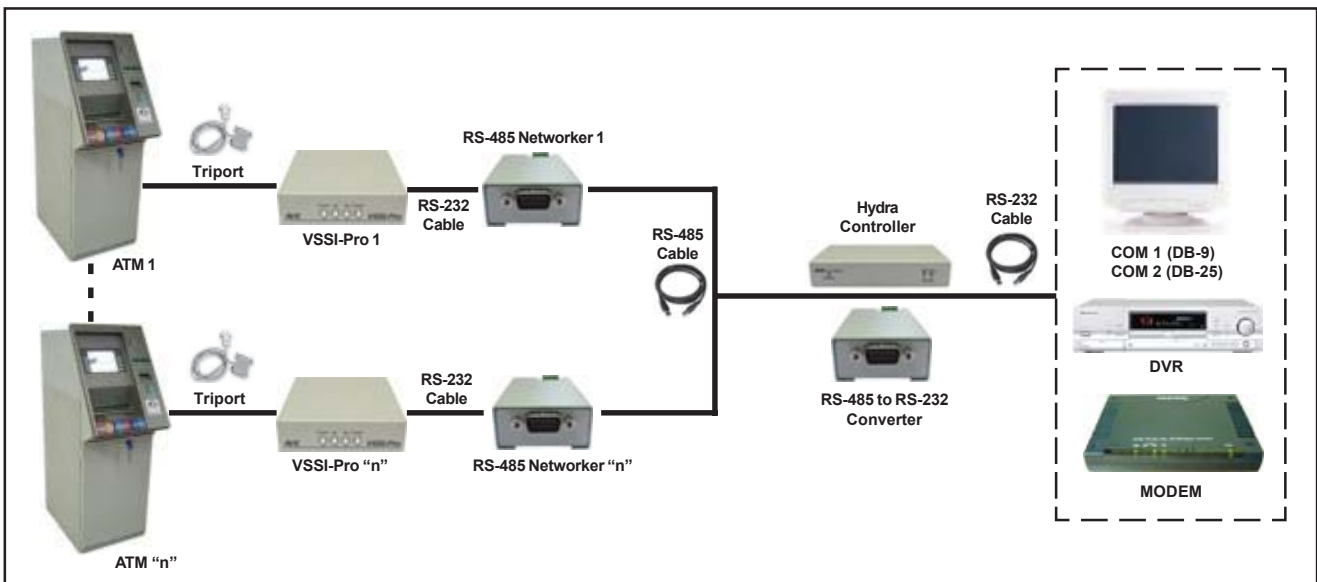 RS-485 Networker 1
Triport
RS-232
Cable
VSSI-Pro 1
ATM 1
RS-485
Cable
Hydra
Controller
RS-232
Cable
COM 1 (DB-9)
COM 2 (DB-25)
DVR
RS-485 to RS-232
Converter
MODEM
Triport
RS-232
Cable
VSSI-Pro “n”
RS-485 Networker “n”
ATM “n”